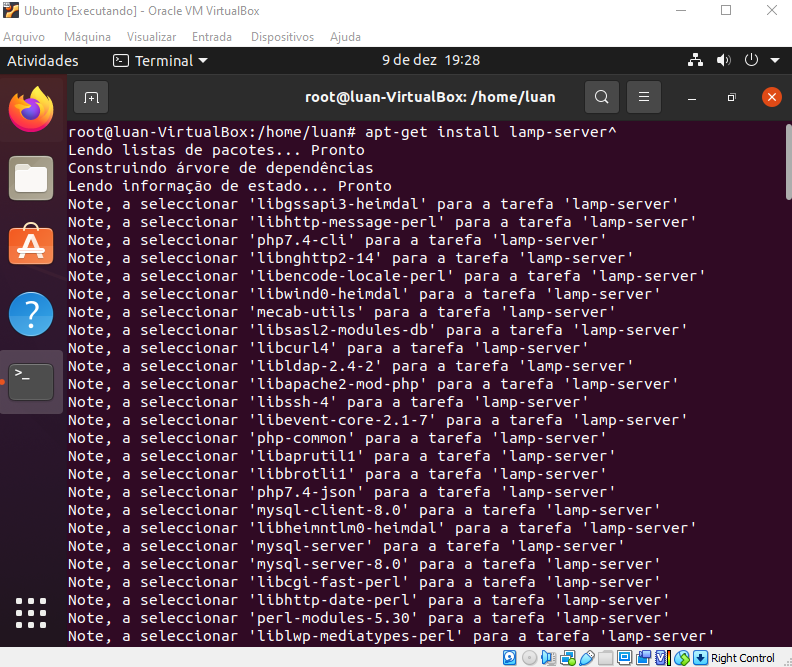 Ubunto [Executando] - Oracle VM VirtualBox
Arquivo Máquina Visualizar Entrada Dispositivos Ajuda
Atividades Terminal 9 de dez 19:28
root@luan-VirtualBox: /home/luan
root@luan-VirtualBox:/home/luan# apt-get install lamp-server^
Lendo listas de pacotes... Pronto
Construindo árvore de dependências
Lendo informação de estado... Pronto
Note, a seleccionar 'libgssapi3-heimdal' para a tarefa 'lamp-server'
Note, a seleccionar 'libhttp-message-perl' para a tarefa 'lamp-server'
Note, a seleccionar 'php7.4-cli' para a tarefa 'lamp-server'
Note, a seleccionar 'libnghttp2-14' para a tarefa 'lamp-server'
Note, a seleccionar 'libencode-locale-perl' para a tarefa 'lamp-server'
Note, a seleccionar 'libwind0-heimdal' para a tarefa 'lamp-server'
Note, a seleccionar 'mecab-utils' para a tarefa 'lamp-server'
Note, a seleccionar 'libsasl2-modules-db' para a tarefa 'lamp-server'
Note, a seleccionar 'libcurl4' para a tarefa 'lamp-server'
Note, a seleccionar 'libldap-2.4-2' para a tarefa 'lamp-server'
Note, a seleccionar 'libapache2-mod-php' para a tarefa 'lamp-server'
Note, a seleccionar 'libssh-4' para a tarefa 'lamp-server'
Note, a seleccionar 'libevent-core-2.1-7' para a tarefa 'lamp-server'
Note, a seleccionar 'php-common' para a tarefa 'lamp-server'
Note, a seleccionar 'libaprutil1' para a tarefa 'lamp-server'
Note, a seleccionar 'libbrotli1' para a tarefa 'lamp-server'
Note, a seleccionar 'php7.4-json' para a tarefa 'lamp-server'
Note, a seleccionar 'mysql-client-8.0' para a tarefa 'lamp-server'
Note, a seleccionar 'libheimntlm0-heimdal' para a tarefa 'lamp-server'
Note, a seleccionar 'mysql-server' para a tarefa 'lamp-server'
Note, a seleccionar 'mysql-server-8.0' para a tarefa 'lamp-server'
Note, a seleccionar 'libcgi-fast-perl' para a tarefa 'lamp-server'
Note, a seleccionar 'libhttp-date-perl' para a tarefa 'lamp-server'
Note, a seleccionar 'perl-modules-5.30' para a tarefa 'lamp-server'
Note, a seleccionar 'liblwp-mediatypes-perl' para a tarefa 'lamp-server'
Right Control